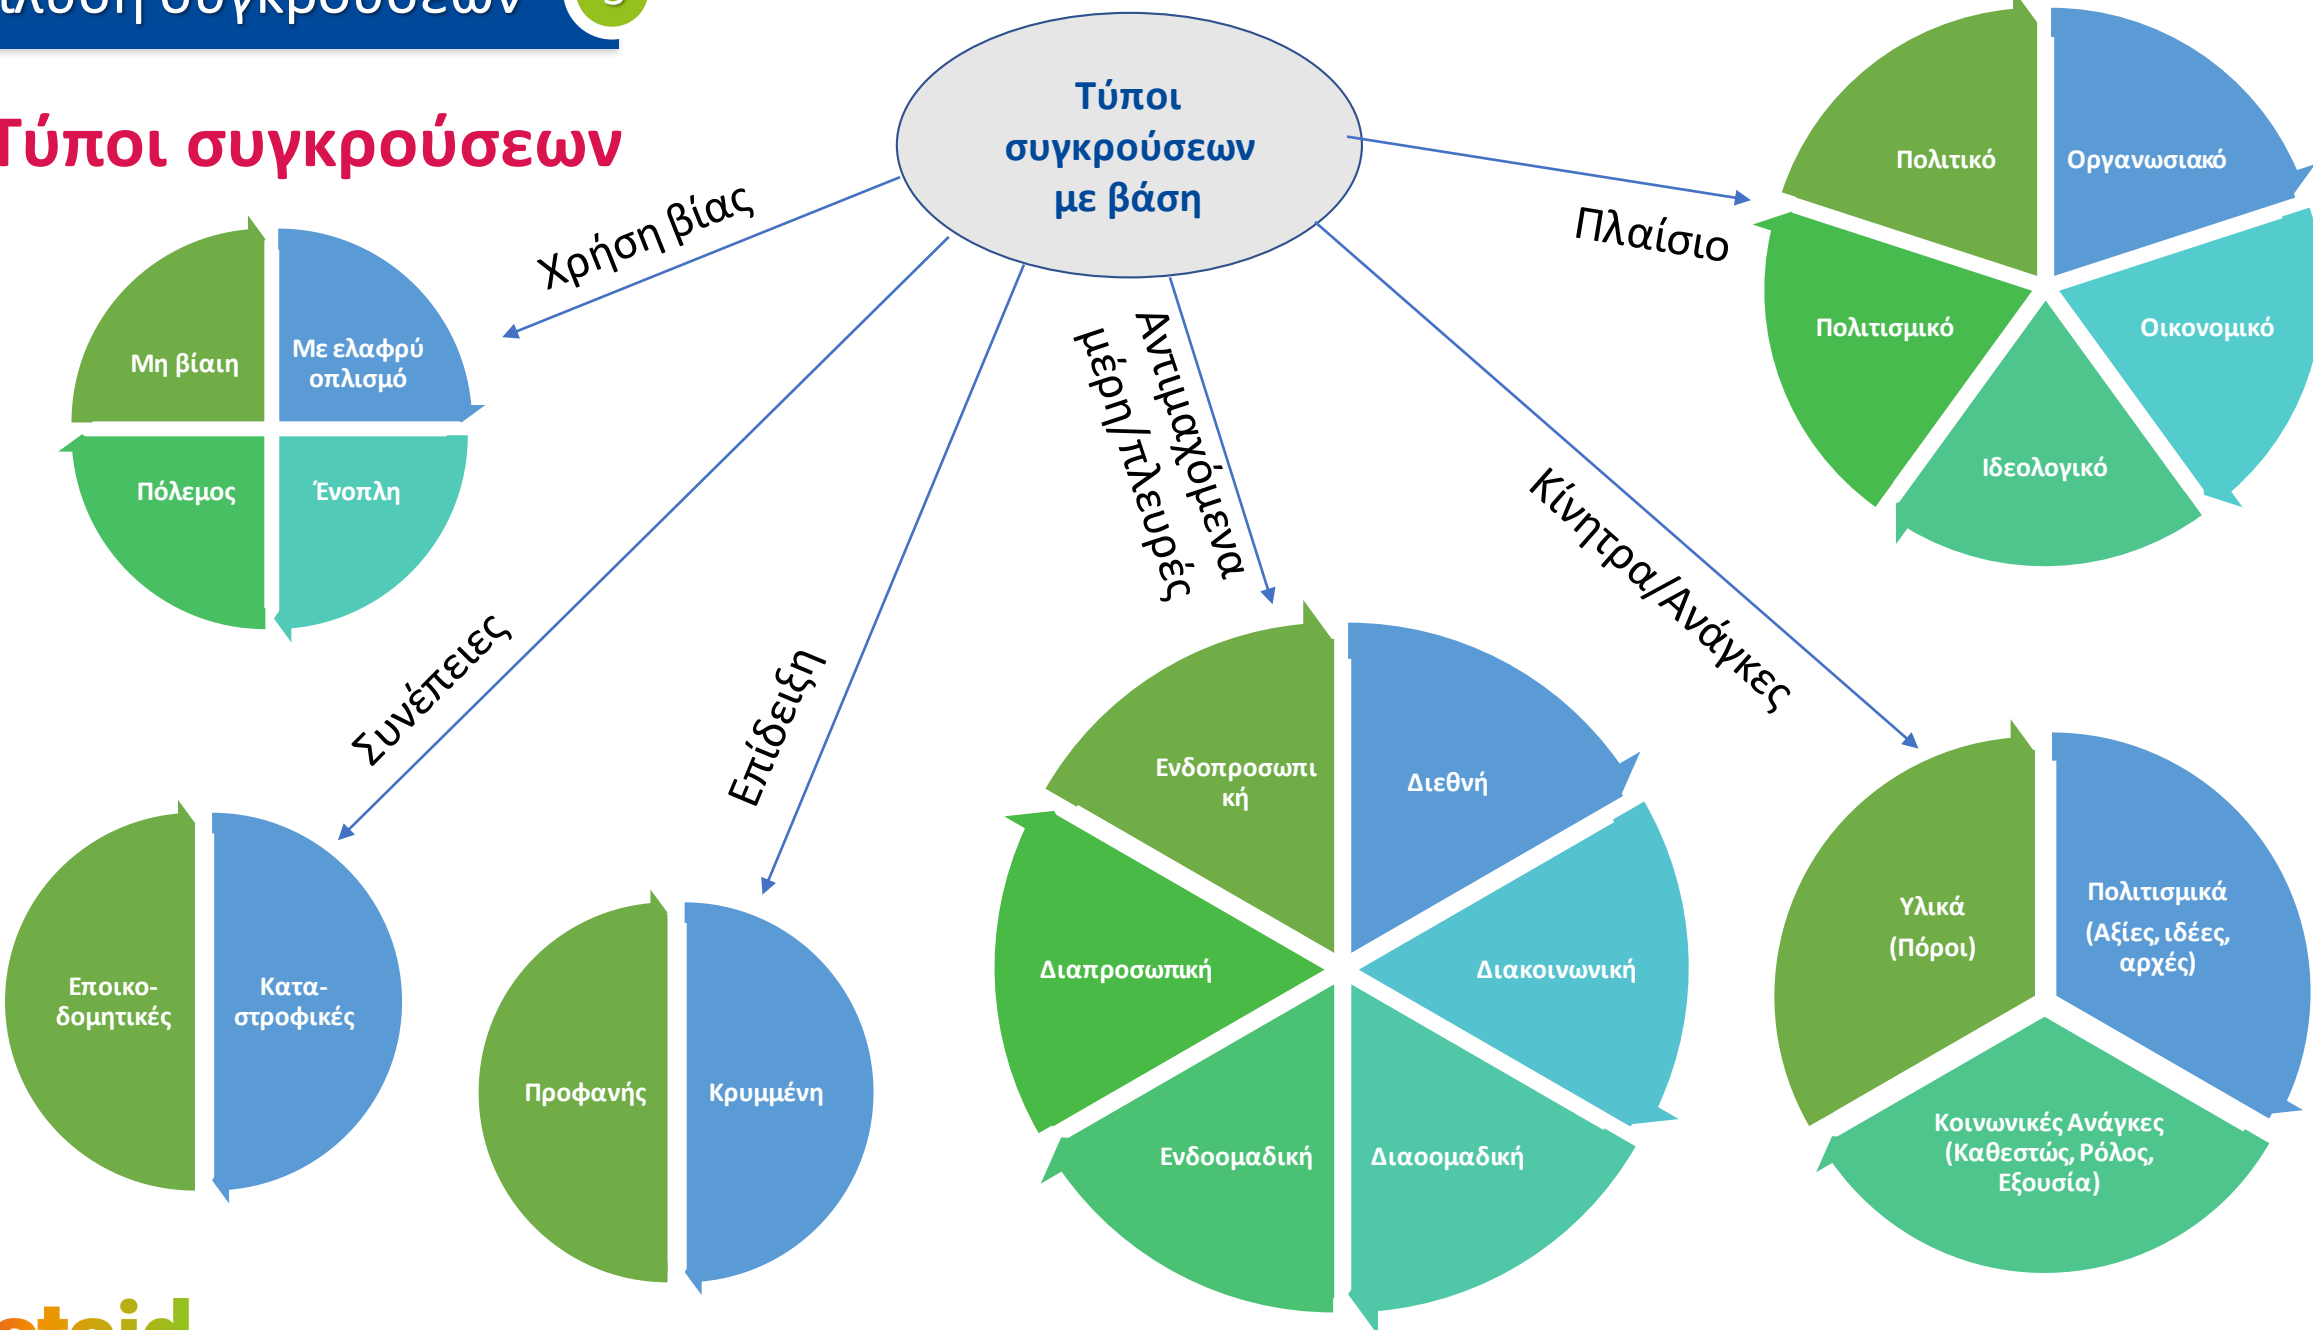 συγκρούσεων
Τύποι συγκρούσεων
Τύποι
συγκρούσεων
με βάση
Χρήση βίας
Μη βίαιη
Με ελαφρύ
οπλισμό
Πόλεμος
Ένοπλη
Συνέπειες
Εποικο-
δομητικές
Κατα-
στροφικές
Επίδειξη
Προφανής
Κρυμμένη
Αντιμαχόμενα
μέρη/πλευρές
Ενδοπροσωπι
κή
Διεθνή
Διαπροσωπική
Διακοινωνική
Ενδοομαδική
Διαοομαδική
Κίνητρα/Ανάγκες
Υλικά
(Πόροι)
Πολιτισμικά
(Αξίες, ιδέες,
αρχές)
Κοινωνικές Ανάγκες
(Καθεστώς, Ρόλος,
Εξουσία)
Πλαίσιο
Πολιτικό
Οργανωσιακό
Πολιτισμικό
Οικονομικό
Ιδεολογικό